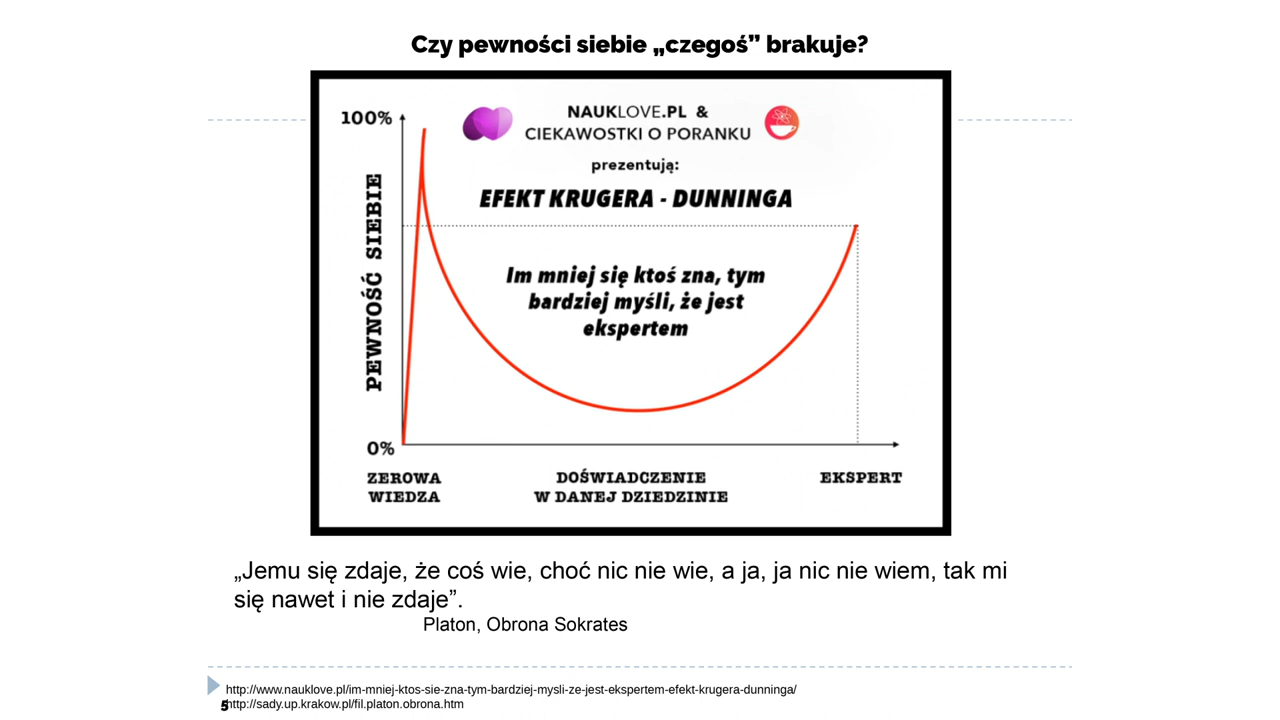 Czy pewności siebie „czegoś” brakuje?
NAUKLOVE.PL &
CIEKAWOSTKI O PORANKU
prezentują:
EFEKT KRUGERA - DUNNINGA
100%
PEWNOŚĆ SIEBIE
Im mniej się ktoś zna, tym
bardziej myśli, że jest
ekspertem
0%
ZEROWA
WIEDZA
DOŚWIADCZENIE
W DANEJ DZIEDZINIE
EKSPERT
„Jemu się zdaje, że coś wie, choć nic nie wie, a ja, ja nic nie wiem, tak mi
się nawet i nie zdaje”.
Platon, Obrona Sokrates
http://www.nauklove.pl/im-mniej-ktos-sie-zna-tym-bardziej-mysli-ze-jest-ekspertem-efekt-krugera-dunninga/
http://sady.up.krakow.pl/fil.platon.obrona.htm
5